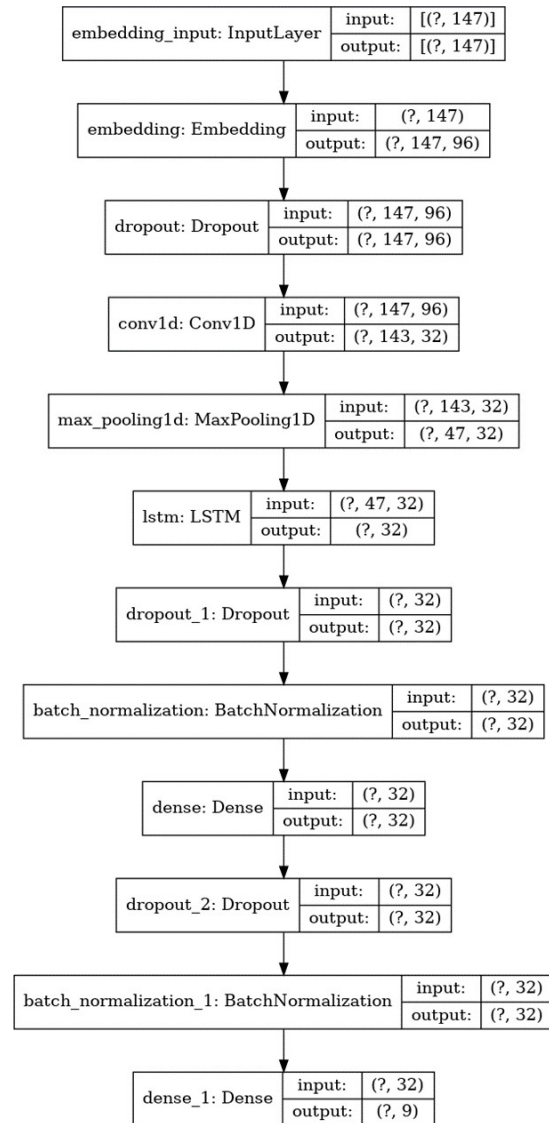 embedding_input: InputLayer
input: [(?, 147)]
output: [(?, 147)]
embedding: Embedding
input: (?, 147)
output: (?, 147, 96)
dropout: Dropout
input: (?, 147, 96)
output: (?, 147, 96)
conv1d: Conv1D
input: (?, 147, 96)
output: (?, 143, 32)
max_pooling1d: MaxPooling1D
input: (?, 143, 32)
output: (?, 47, 32)
lstm: LSTM
input: (?, 47, 32)
output: (?, 32)
dropout_1: Dropout
input: (?, 32)
output: (?, 32)
batch_normalization: BatchNormalization
input: (?, 32)
output: (?, 32)
dense: Dense
input: (?, 32)
output: (?, 32)
dropout_2: Dropout
input: (?, 32)
output: (?, 32)
batch_normalization_1: BatchNormalization
input: (?, 32)
output: (?, 32)
dense_1: Dense
input: (?, 32)
output: (?, 9)